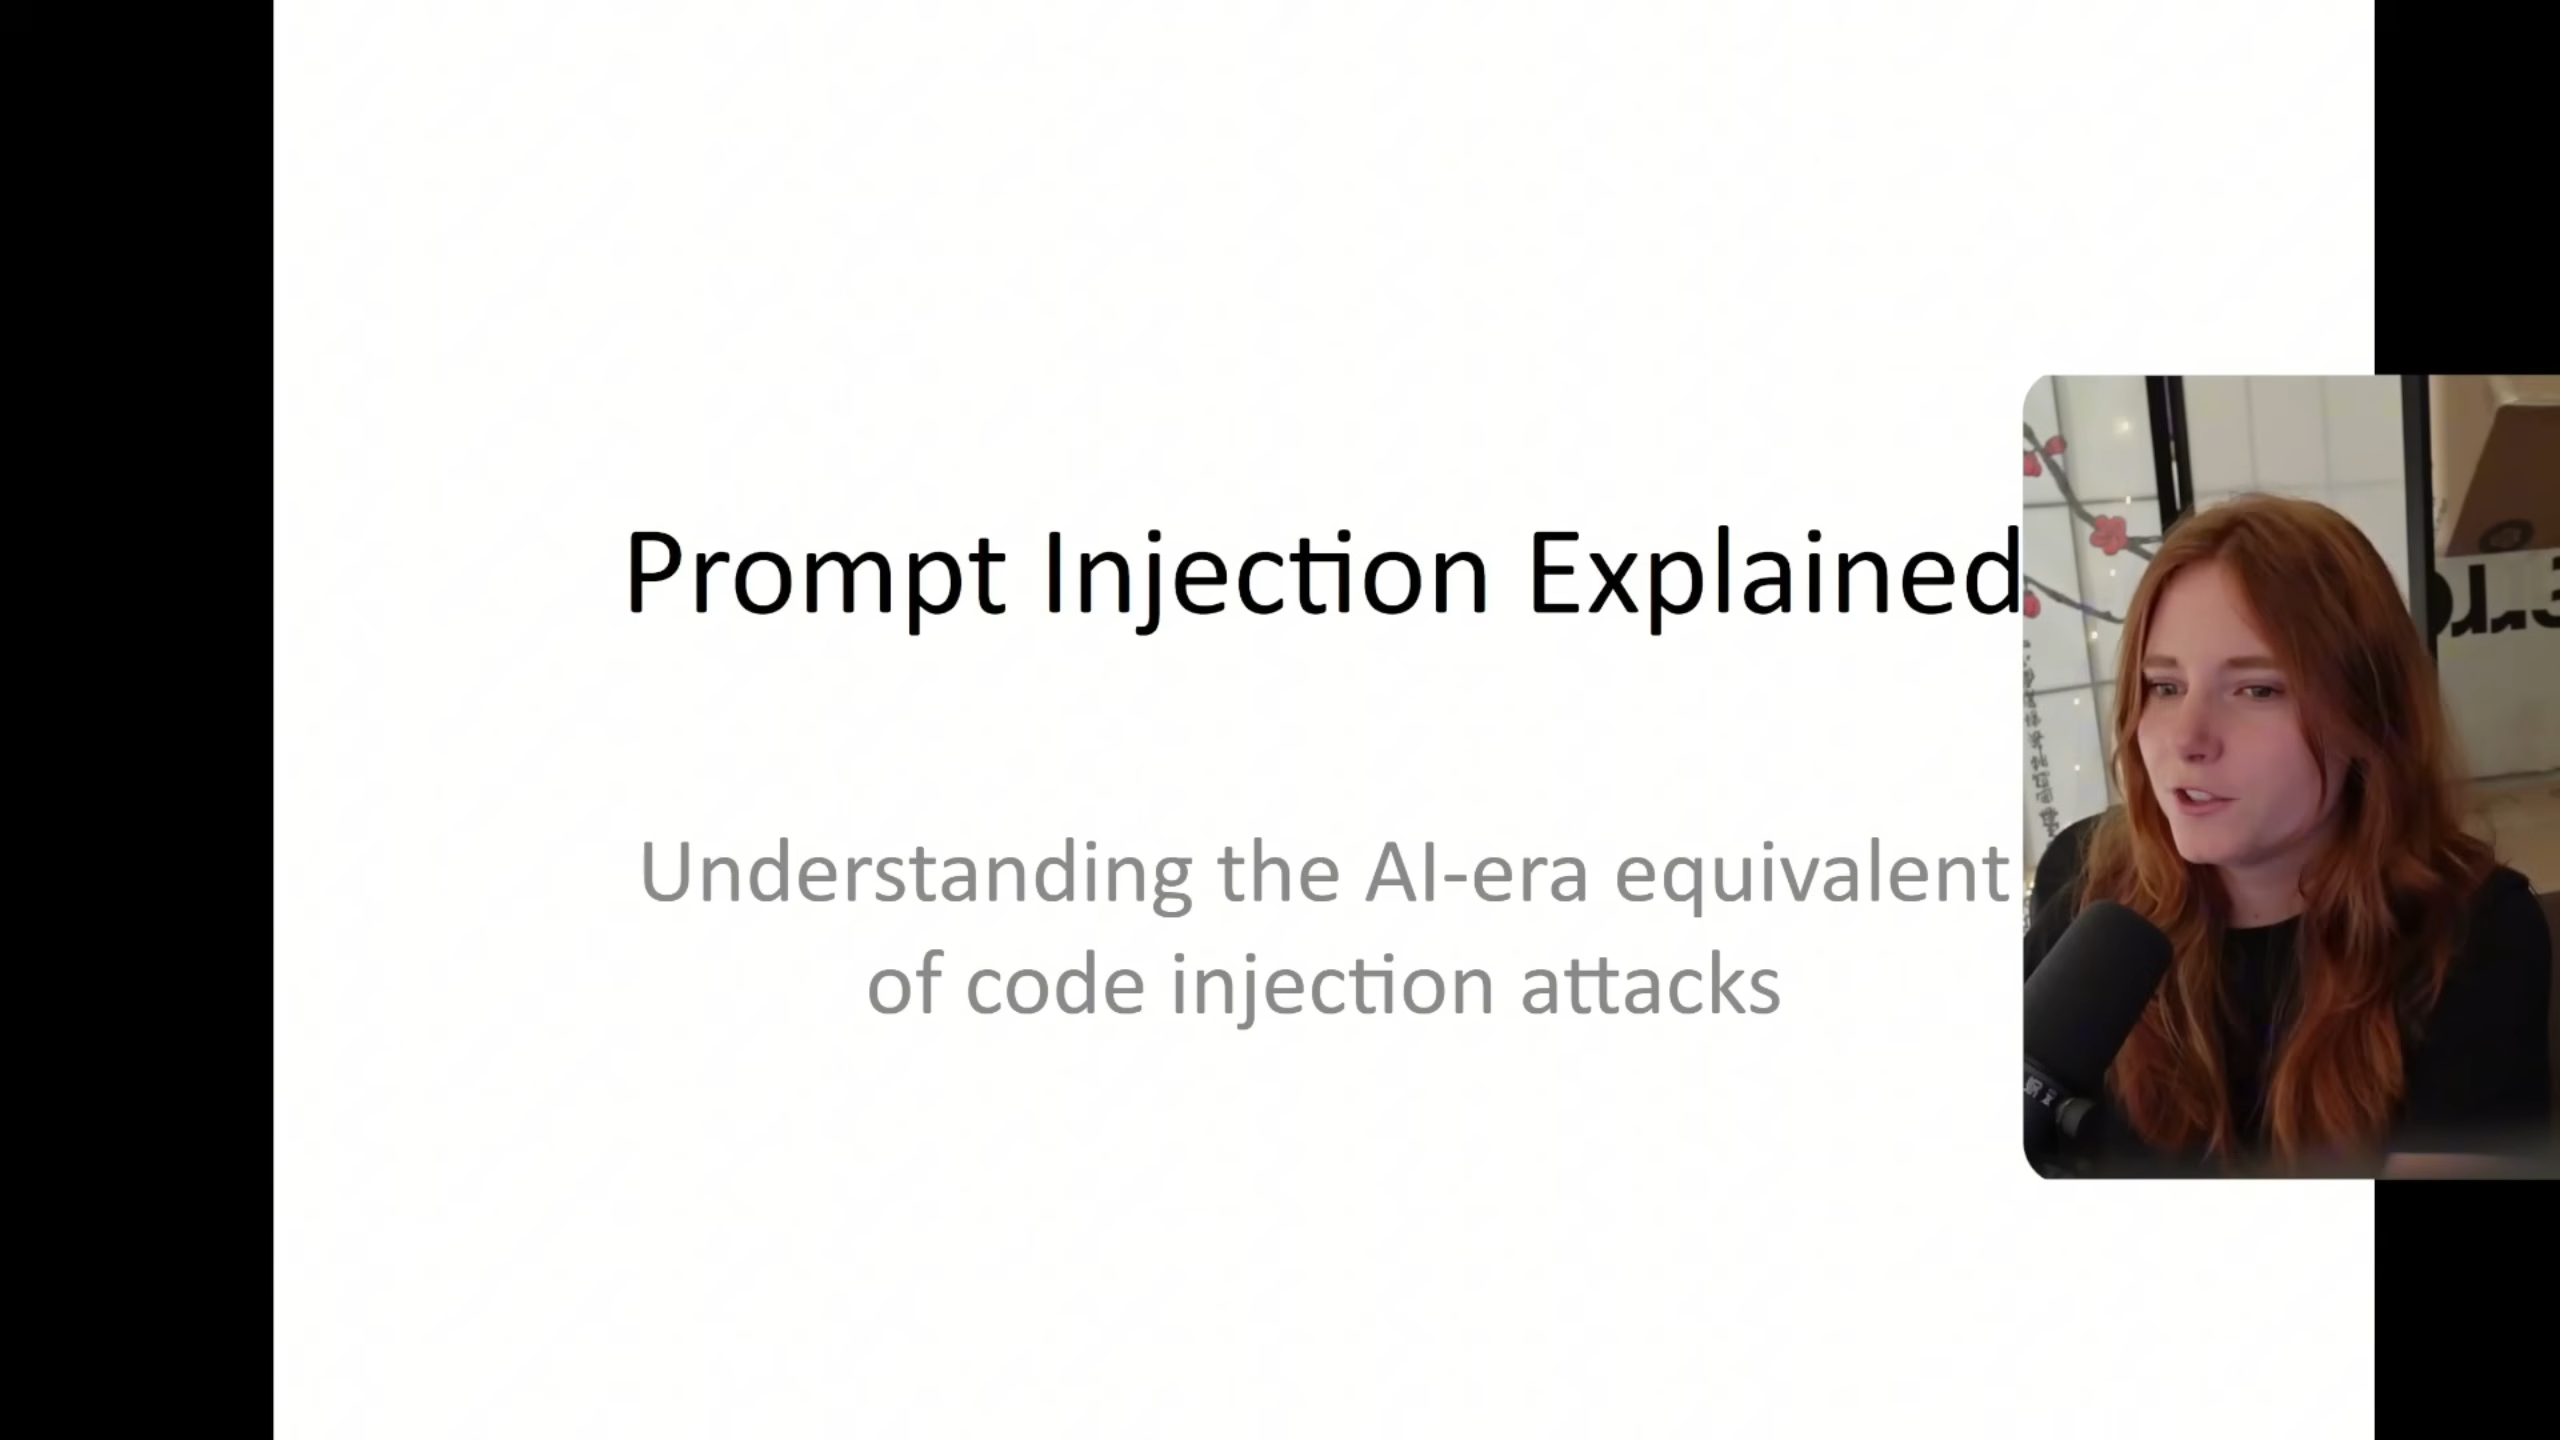 Prompt Injection Explained
Understanding the AI-era equivalent
of code injection attacks